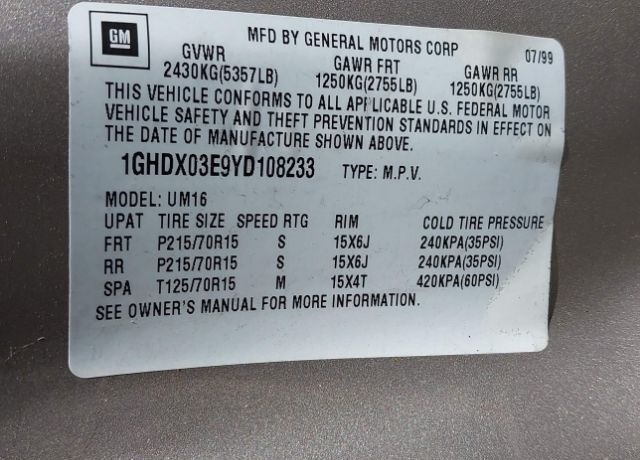 GM
MFD BY GENERAL MOTORS CORP 07/99
GVWR GAWR FRT GAWR RR
2430KG(5357LB) 1250KG(2755LB) 1250KG(2755LB)
THIS VEHICLE CONFORMS TO ALL APPLICABLE U.S. FEDERAL MOTOR
VEHICLE SAFETY AND THEFT PREVENTION STANDARDS IN EFFECT ON
THE DATE OF MANUFACTURE SHOWN ABOVE.
1GHDX03E9YD108233 TYPE: M.P.V.
MODEL: UM16
UPAT TIRE SIZE SPEED RTG RIM COLD TIRE PRESSURE
FRT P215/70R15 S 15X6J 240KPA(35PSI)
RR P215/70R15 S 15X6J 240KPA(35PSI)
SPA T125/70R15 M 15X4T 420KPA(60PSI)
SEE OWNER'S MANUAL FOR MORE INFORMATION.